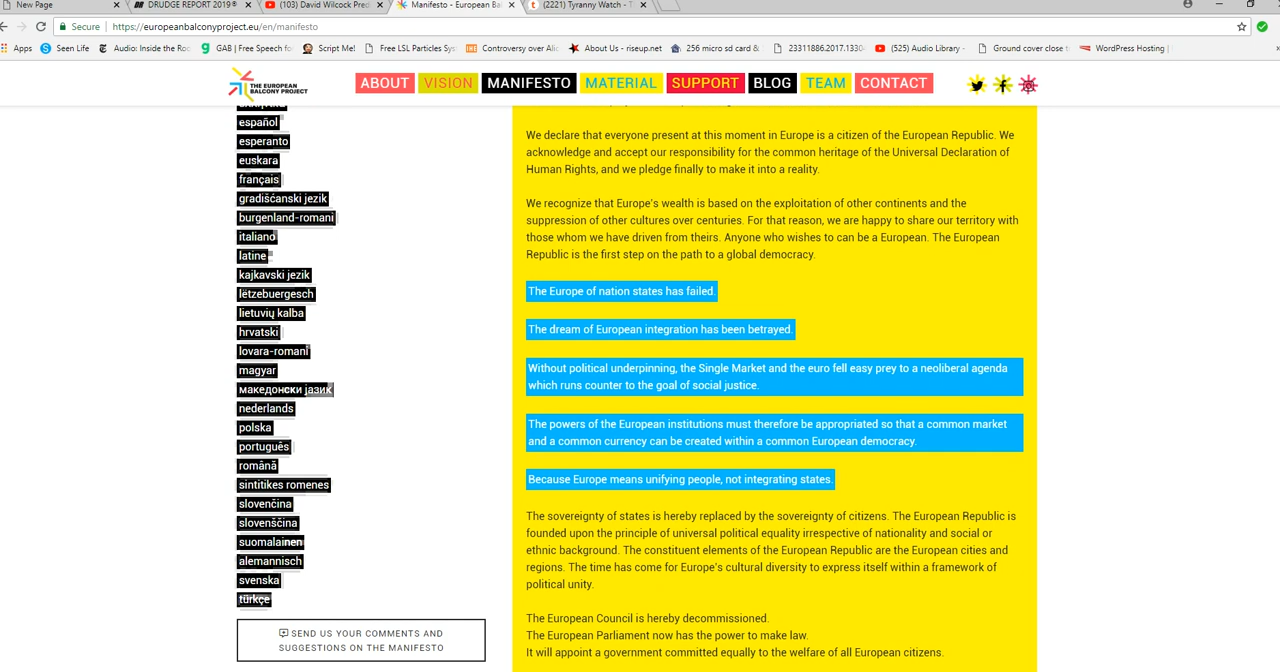 New Page
DRUDGE REPORT 2019®
(103) David Wilcock Pred
Manifesto - European Ba
(2221) Tyranny Watch - T
Secure
https://europeanbalconyproject.eu/en/manifesto
Apps
Seen Life
Audio: Inside the Roc
GAB | Free Speech fo
Script Me!
Free LSL Particles Sys
Controversy over Alic
About Us - riseup.net
256 micro sd card &
23311886.2017.1330
(525) Audio Library -
Ground cover close t
WordPress Hosting |
THE EUROPEAN
BALCONY PROJECT
ABOUT
VISION
MANIFESTO
MATERIAL
SUPPORT
BLOG
TEAM
CONTACT
español
esperanto
euskara
français
gradišćanski jezik
burgenland-romani
italiano
latine
kajkavski jezik
lëtzebuergesch
lietuvių kalba
hrvatski
lovara-romani
magyar
македонски јазик
nederlands
polska
português
română
sintitikes romenes
slovenčina
slovenščina
suomalainen
alemannisch
svenska
türkçe
SEND US YOUR COMMENTS AND
SUGGESTIONS ON THE MANIFESTO
We declare that everyone present at this moment in Europe is a citizen of the European Republic. We
acknowledge and accept our responsibility for the common heritage of the Universal Declaration of
Human Rights, and we pledge finally to make it into a reality.
We recognize that Europe's wealth is based on the exploitation of other continents and the
suppression of other cultures over centuries. For that reason, we are happy to share our territory with
those whom we have driven from theirs. Anyone who wishes to can be a European. The European
Republic is the first step on the path to a global democracy.
The Europe of nation states has failed.
The dream of European integration has been betrayed.
Without political underpinning, the Single Market and the euro fell easy prey to a neoliberal agenda
which runs counter to the goal of social justice.
The powers of the European institutions must therefore be appropriated so that a common market
and a common currency can be created within a common European democracy.
Because Europe means unifying people, not integrating states.
The sovereignty of states is hereby replaced by the sovereignty of citizens. The European Republic is
founded upon the principle of universal political equality irrespective of nationality and social or
ethnic background. The constituent elements of the European Republic are the European cities and
regions. The time has come for Europe's cultural diversity to express itself within a framework of
political unity.
The European Council is hereby decommissioned.
The European Parliament now has the power to make law.
It will appoint a government committed equally to the welfare of all European citizens.